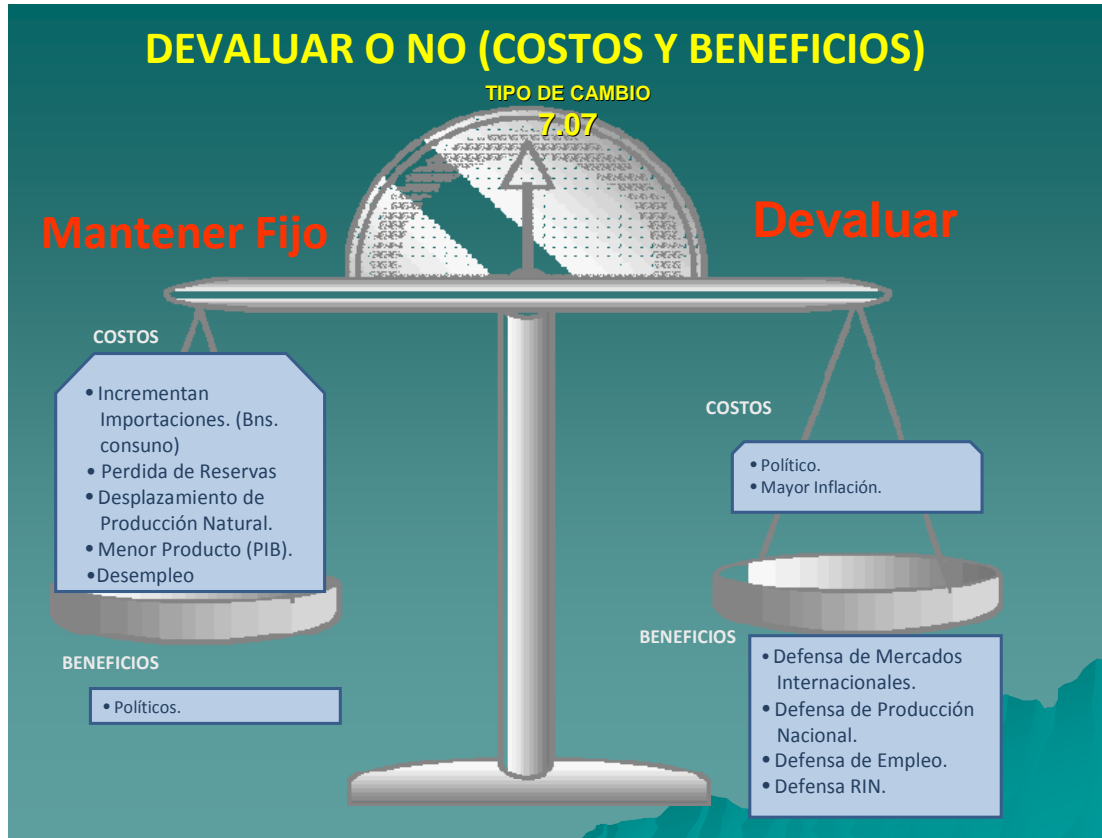 DEVALUAR O NO (COSTOS Y BENEFICIOS)
TIPO DE CAMBIO
7.07
Mantener Fijo
COSTOS
• Incrementan
Importaciones. (Bns.
consuno)
• Perdida de Reservas
• Desplazamiento de
Producción Natural.
• Menor Producto (PIB).
•Desempleo
BENEFICIOS
• Políticos.
Devaluar
COSTOS
• Político.
• Mayor Inflación.
BENEFICIOS
• Defensa de Mercados
Internacionales.
• Defensa de Producción
Nacional.
• Defensa de Empleo.
• Defensa RIN.